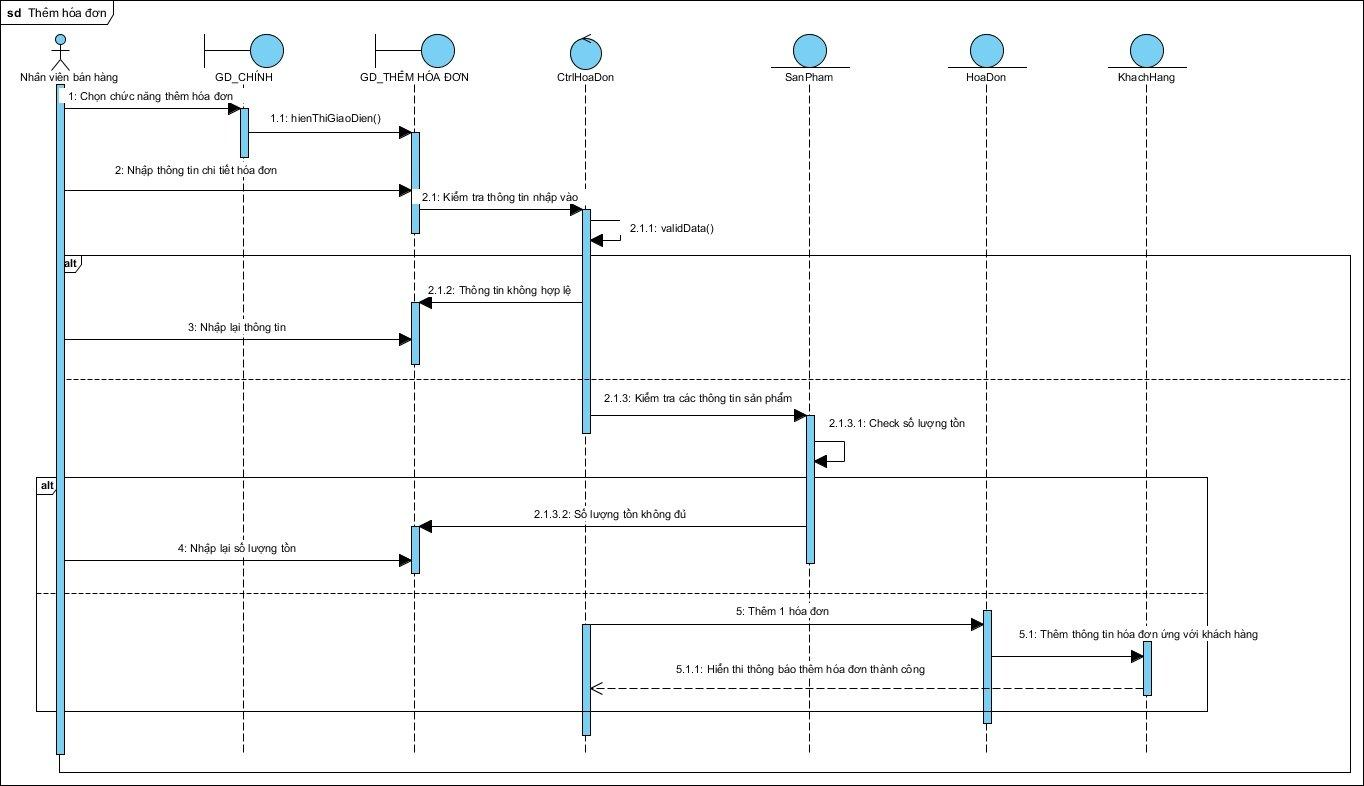 sd Thêm hóa đơn
Nhân viên bán hàng
GD_CHÍNH
GD_THÊM HÓA ĐƠN
CtrlHoaDon
SanPham
HoaDon
KhachHang
1: Chọn chức năng thêm hóa đơn
1.1: hienThiGiaoDien()
2: Nhập thông tin chi tiết hóa đơn
2.1: Kiểm tra thông tin nhập vào
2.1.1: validData()
alt
2.1.2: Thông tin không hợp lệ
3: Nhập lại thông tin
2.1.3: Kiểm tra các thông tin sản phẩm
2.1.3.1: Check số lượng tồn
alt
2.1.3.2: Số lượng tồn không đủ
4: Nhập lại số lượng tồn
5: Thêm 1 hóa đơn
5.1: Thêm thông tin hóa đơn ứng với khách hàng
5.1.1: Hiển thi thông báo thêm hóa đơn thành công